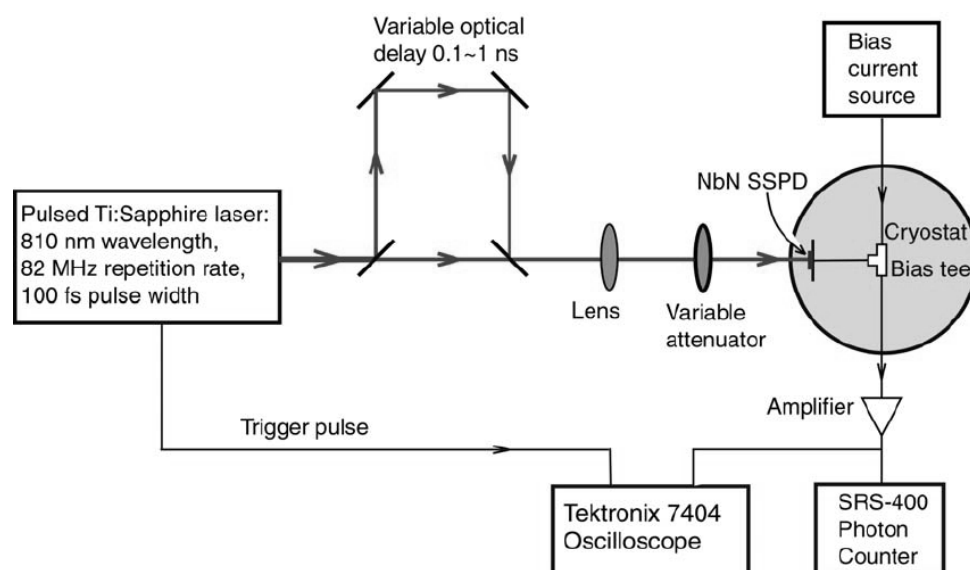 Variable optical
delay 0.1~1 ns
Bias
current
source
NbN SSPD
Pulsed Ti:Sapphire laser:
810 nm wavelength,
82 MHz repetition rate,
100 fs pulse width
Cryostat
Bias tee
Lens
Variable
attenuator
Amplifier
Trigger pulse
Tektronix 7404
Oscilloscope
SRS-400
Photon
Counter